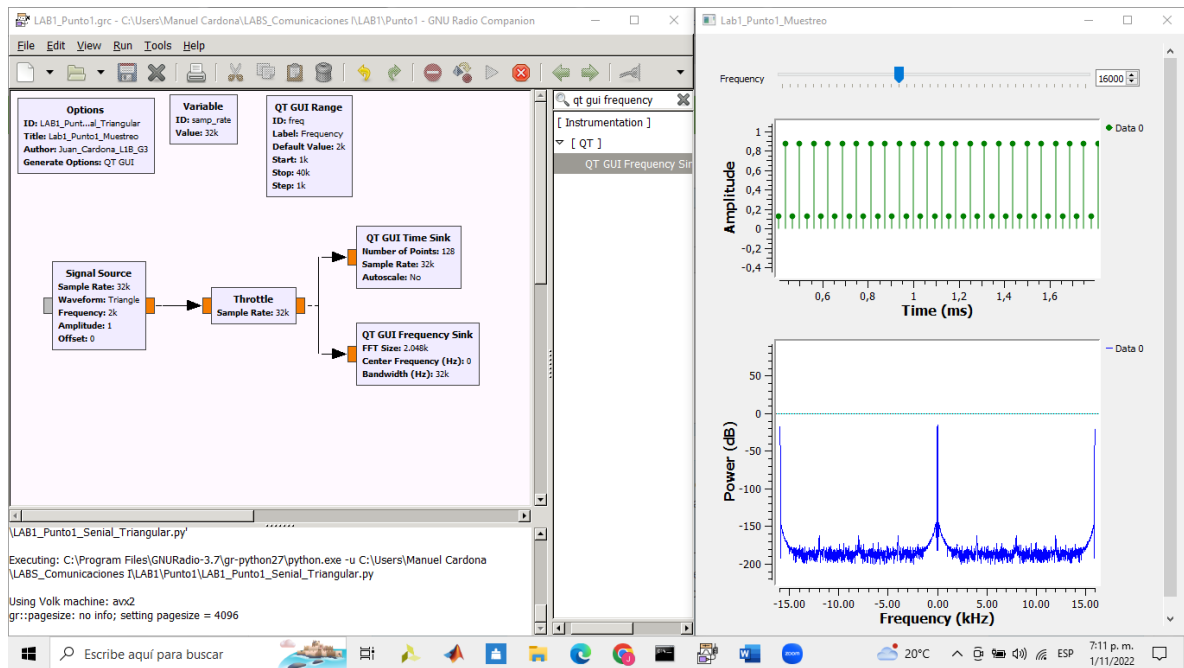 LAB1_Punto1.grc - C:\Users\Manuel Cardona\LABS_Comunicaciones I\LAB1\Punto1 - GNU Radio Companion
File Edit View Run Tools Help
Options
ID: LAB1_Punt...al_Triangular
Title: Lab1_Punto1_Muestreo
Author: Juan_Cardona_L1B_G3
Generate Options: QT GUI
Variable
ID: samp_rate
Value: 32k
QT GUI Range
ID: freq
Label: Frequency
Default Value: 2k
Start: 1k
Stop: 40k
Step: 1k
Signal Source
Sample Rate: 32k
Waveform: Triangle
Frequency: 2k
Amplitude: 1
Offset: 0
Throttle
Sample Rate: 32k
QT GUI Time Sink
Number of Points: 128
Sample Rate: 32k
Autoscale: No
QT GUI Frequency Sink
FFT Size: 2.048k
Center Frequency (Hz): 0
Bandwidth (Hz): 32k
qt gui frequency
[ Instrumentation ]
[ QT ]
QT GUI Frequency Sin
\LAB1_Punto1_Senial_Triangular.py'
Executing: C:\Program Files\GNURadio-3.7\gr-python27\python.exe -u C:\Users\Manuel Cardona
\LABS_Comunicaciones I\LAB1\Punto1\LAB1_Punto1_Senial_Triangular.py
Using Volk machine: avx2
gr::pagesize: no info; setting pagesize = 4096
Lab1_Punto1_Muestreo
Frequency
16000
Data 0
Amplitude
1
0,8
0,6
0,4
0,2
0
-0,2
-0,4
0,6 0,8 1 1,2 1,4 1,6
Time (ms)
Data 0
Power (dB)
50
0
-50
-100
-150
-200
-15.00 -10.00 -5.00 0.00 5.00 10.00 15.00
Frequency (kHz)
Escribe aquí para buscar
zoom
20°C
ESP
7:11 p. m.
1/11/2022